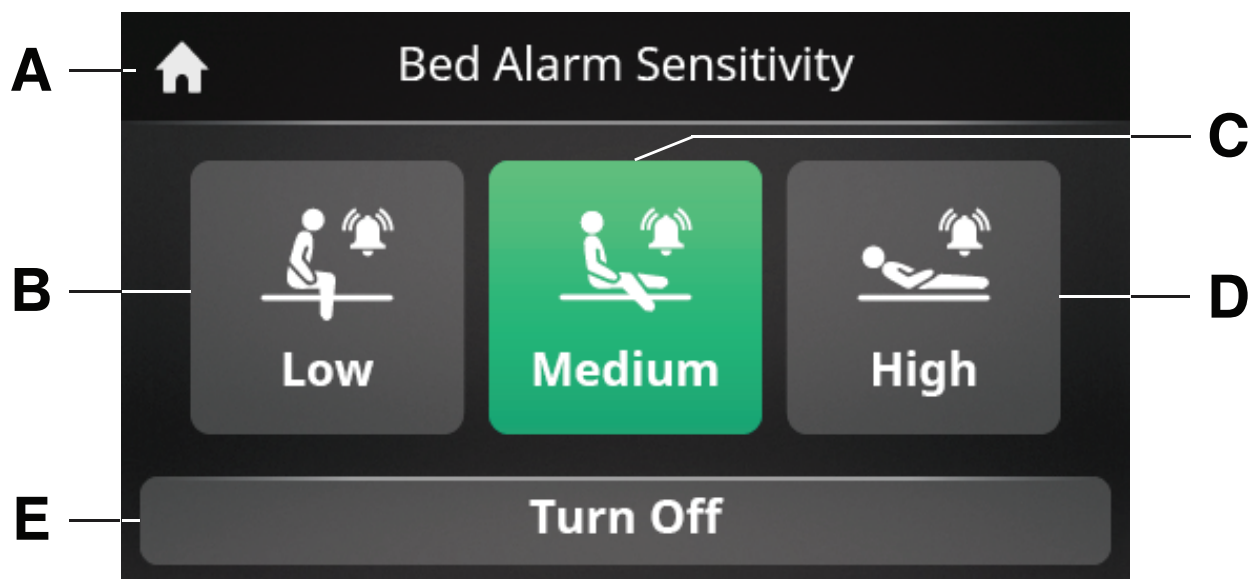 A
Bed Alarm Sensitivity
C
B
D
Low
Medium
High
E
Turn Off